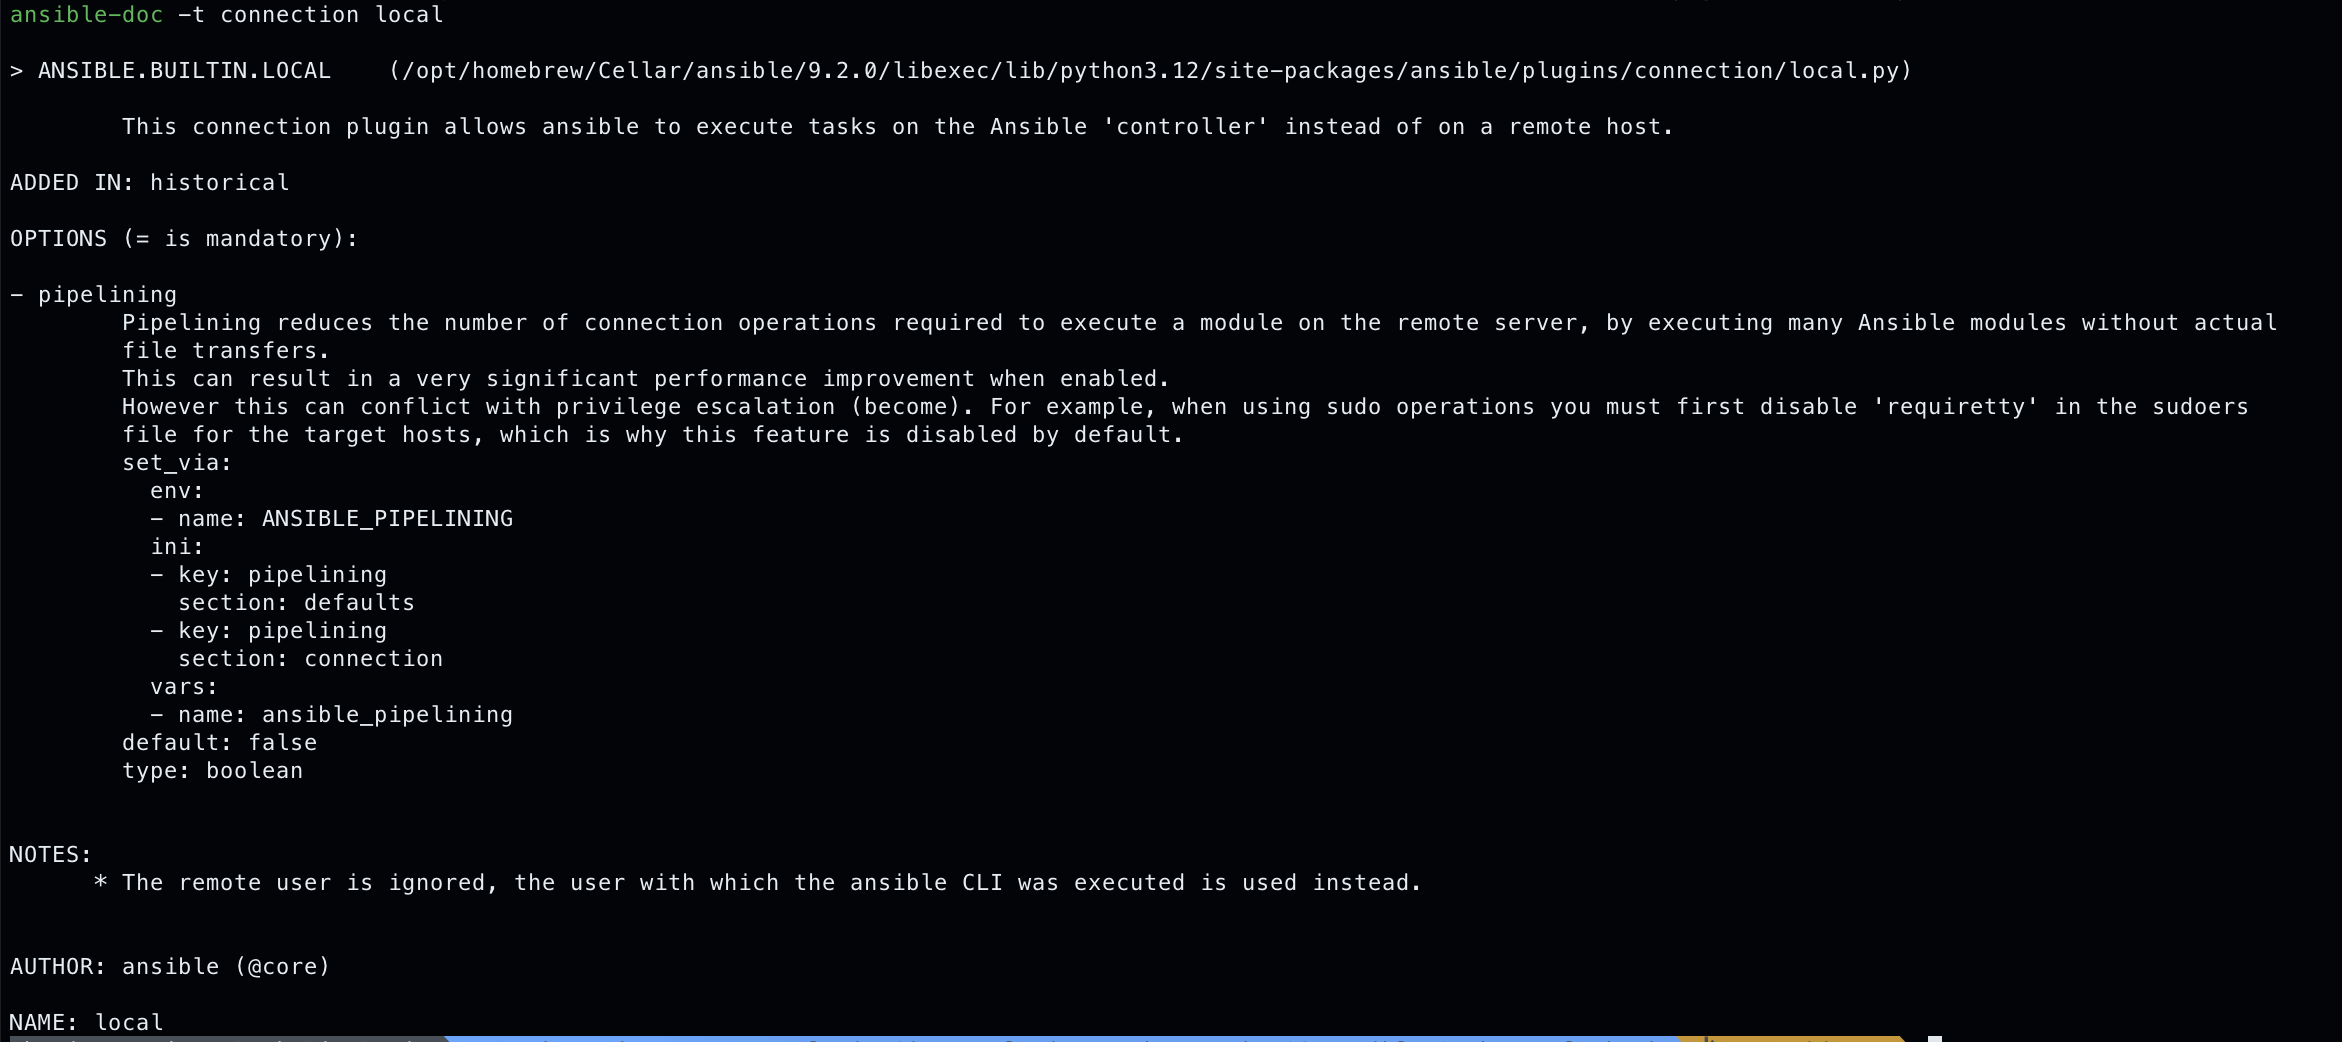 ansible-doc -t connection local
> ANSIBLE.BUILTIN.LOCAL    (/opt/homebrew/Cellar/ansible/9.2.0/libexec/lib/python3.12/site-packages/ansible/plugins/connection/local.py)
This connection plugin allows ansible to execute tasks on the Ansible 'controller' instead of on a remote host.
ADDED IN: historical
OPTIONS (= is mandatory):
- pipelining
Pipelining reduces the number of connection operations required to execute a module on the remote server, by executing many Ansible modules without actual
file transfers.
This can result in a very significant performance improvement when enabled.
However this can conflict with privilege escalation (become). For example, when using sudo operations you must first disable 'requiretty' in the sudoers
file for the target hosts, which is why this feature is disabled by default.
set_via:
env:
- name: ANSIBLE_PIPELINING
ini:
- key: pipelining
section: defaults
- key: pipelining
section: connection
vars:
- name: ansible_pipelining
default: false
type: boolean
NOTES:
* The remote user is ignored, the user with which the ansible CLI was executed is used instead.
AUTHOR: ansible (@core)
NAME: local